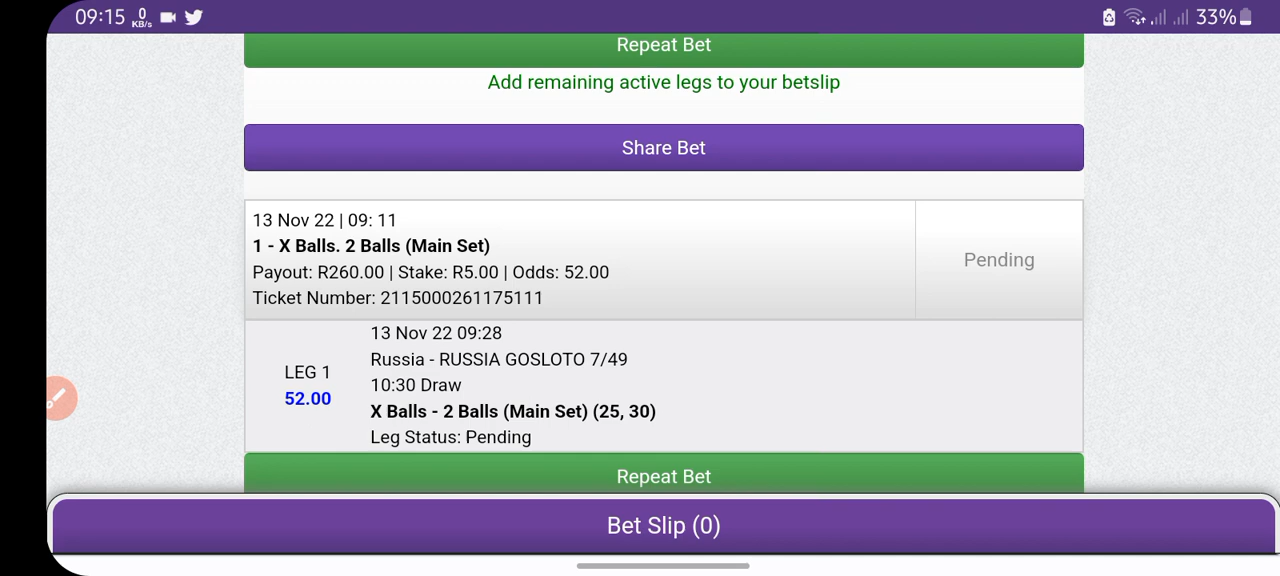 09:15 0 KB/s 33%
Repeat Bet
Add remaining active legs to your betslip
Share Bet
13 Nov 22 | 09: 11
1 - X Balls. 2 Balls (Main Set)
Payout: R260.00 | Stake: R5.00 | Odds: 52.00
Ticket Number: 2115000261175111
Pending
13 Nov 22 09:28
Russia - RUSSIA GOSLOTO 7/49
LEG 1
10:30 Draw
52.00
X Balls - 2 Balls (Main Set) (25, 30)
Leg Status: Pending
Repeat Bet
Bet Slip (0)